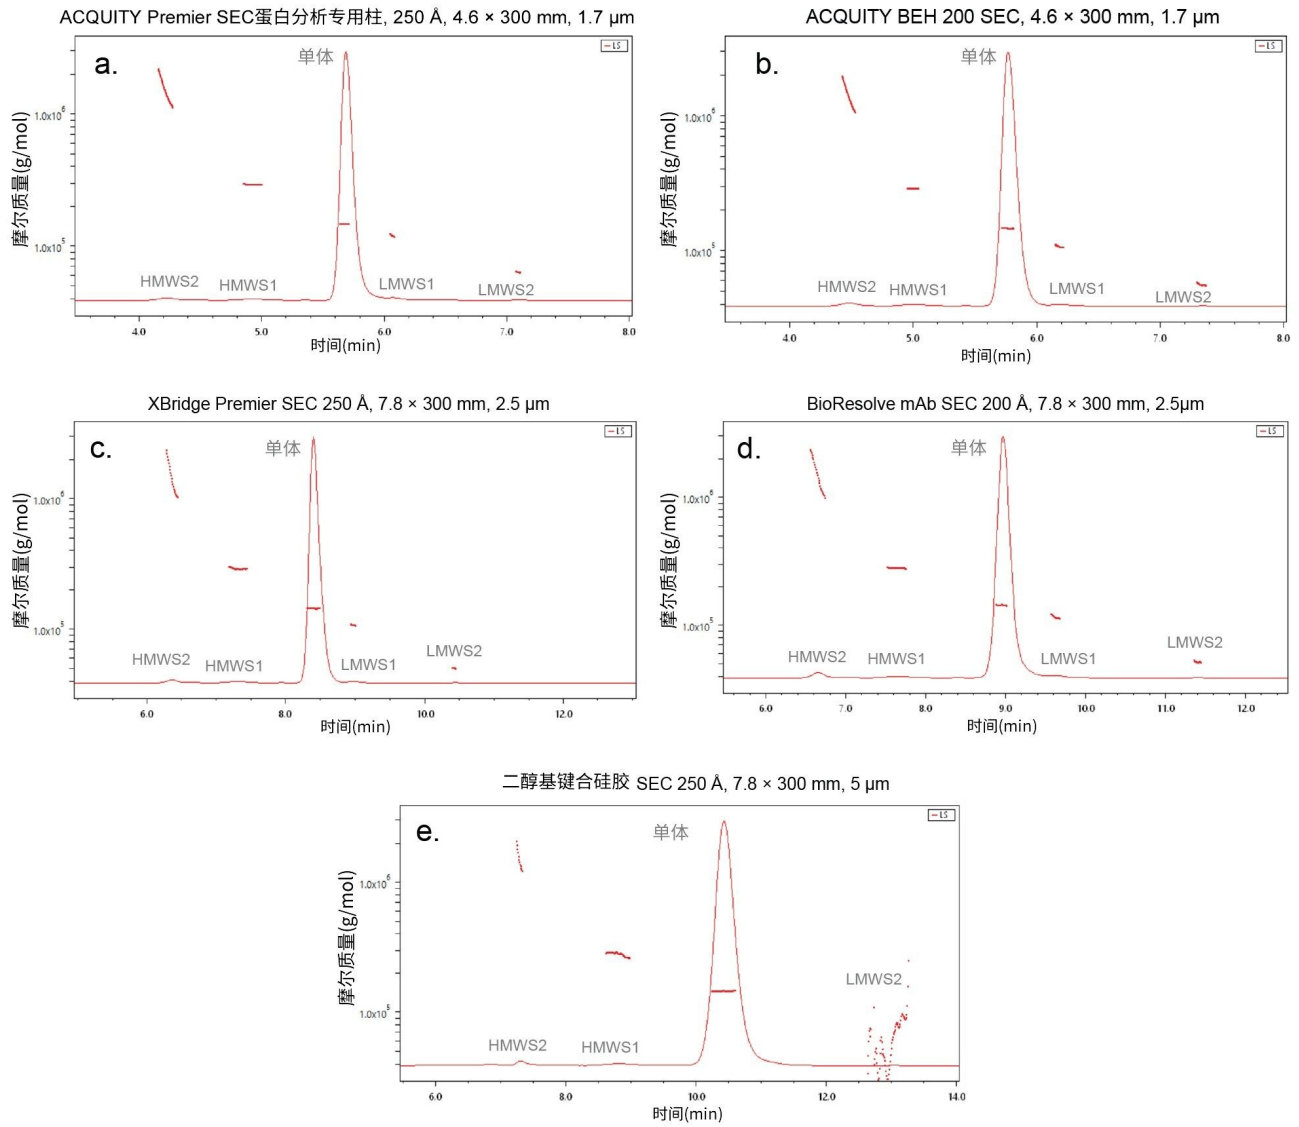 ACQUITY Premier SEC蛋白分析专用柱, 250 Å, 4.6 × 300 mm, 1.7 µm
a.
单体
LS
摩尔质量(g/mol)
1.0x10⁶
1.0x10⁵
HMWS2
HMWS1
LMWS1
LMWS2
4.0 5.0 6.0 7.0 8.0
时间(min)
ACQUITY BEH 200 SEC, 4.6 × 300 mm, 1.7 µm
b.
单体
LS
摩尔质量(g/mol)
1.0x10⁶
1.0x10⁵
HMWS2
HMWS1
LMWS1
LMWS2
4.0 5.0 6.0 7.0 8.0
时间(min)
XBridge Premier SEC 250 Å, 7.8 × 300 mm, 2.5 µm
c.
单体
LS
摩尔质量(g/mol)
1.0x10⁶
1.0x10⁵
HMWS2
HMWS1
LMWS1
LMWS2
6.0 8.0 10.0 12.0
时间(min)
BioResolve mAb SEC 200 Å, 7.8 × 300 mm, 2.5µm
d.
单体
LS
摩尔质量(g/mol)
1.0x10⁶
1.0x10⁵
HMWS2
HMWS1
LMWS1
LMWS2
6.0 7.0 8.0 9.0 10.0 11.0 12.0
时间(min)
二醇基键合硅胶 SEC 250 Å, 7.8 × 300 mm, 5 µm
e.
单体
LS
摩尔质量(g/mol)
1.0x10⁶
1.0x10⁵
HMWS2
HMWS1
LMWS2
6.0 8.0 10.0 12.0 14.0
时间(min)